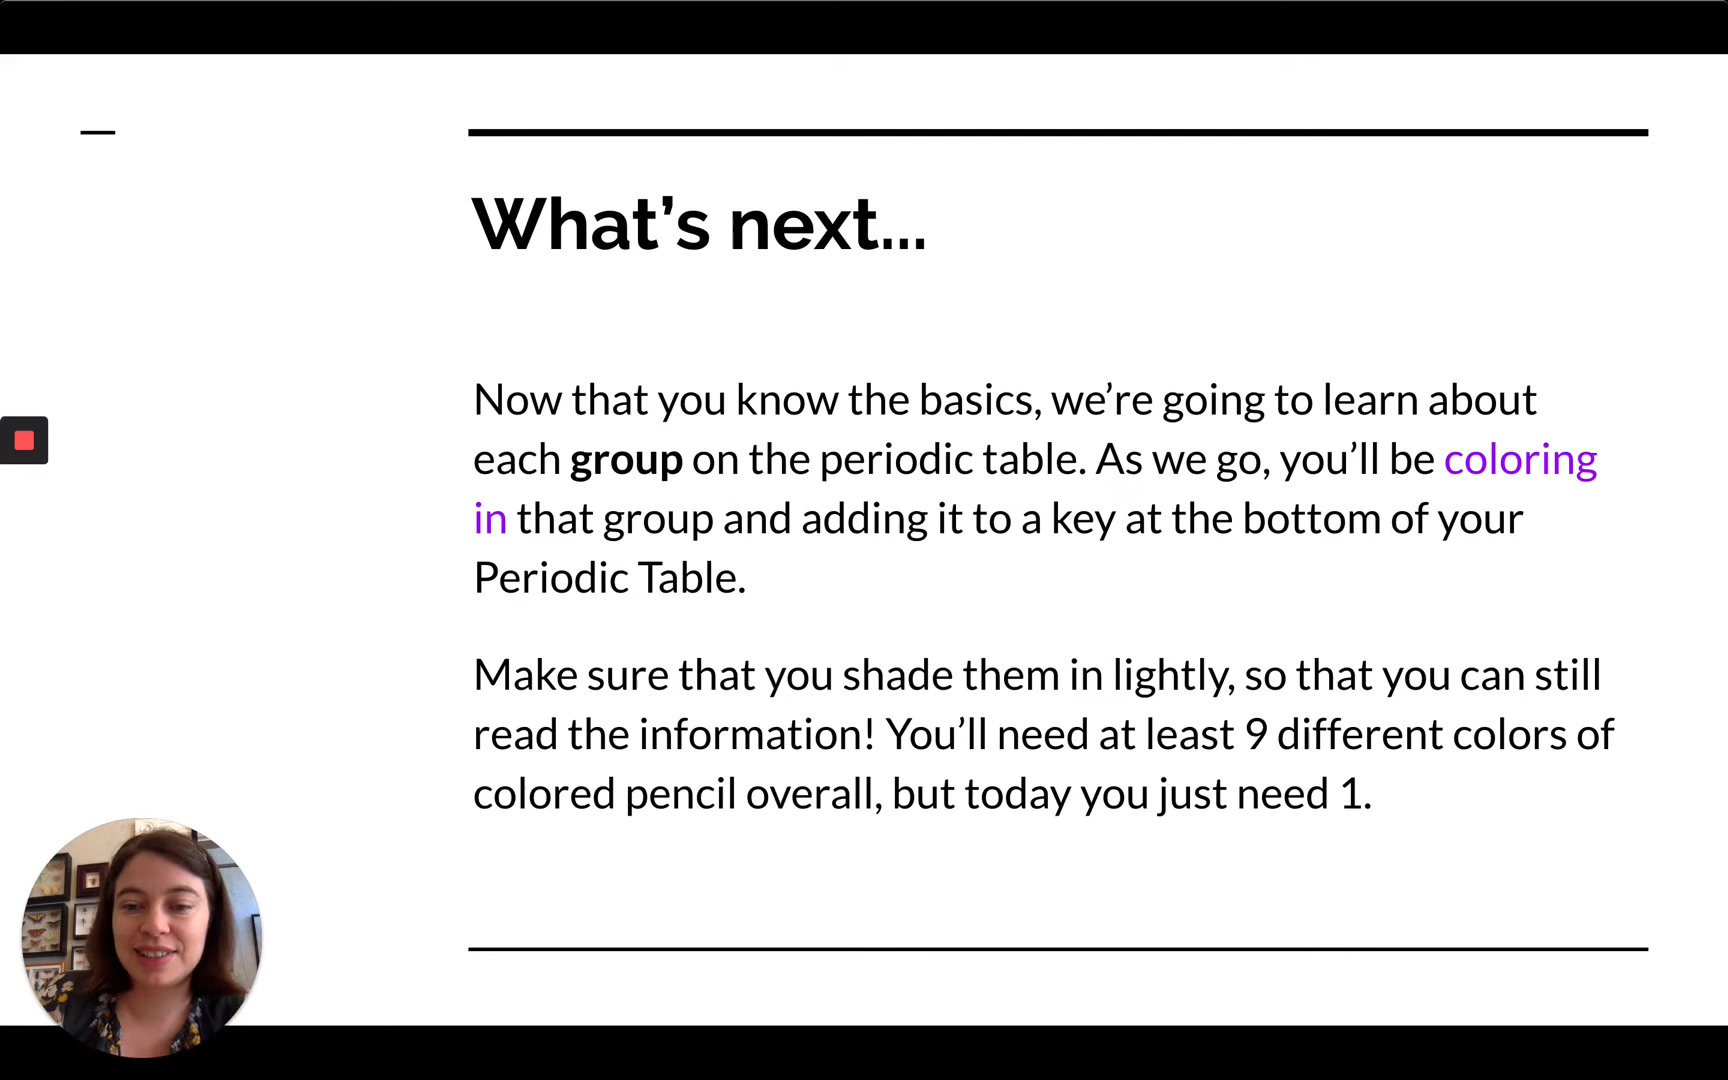 What’s next...
Now that you know the basics, we’re going to learn about
each group on the periodic table. As we go, you’ll be coloring
in that group and adding it to a key at the bottom of your
Periodic Table.
Make sure that you shade them in lightly, so that you can still
read the information! You’ll need at least 9 different colors of
colored pencil overall, but today you just need 1.